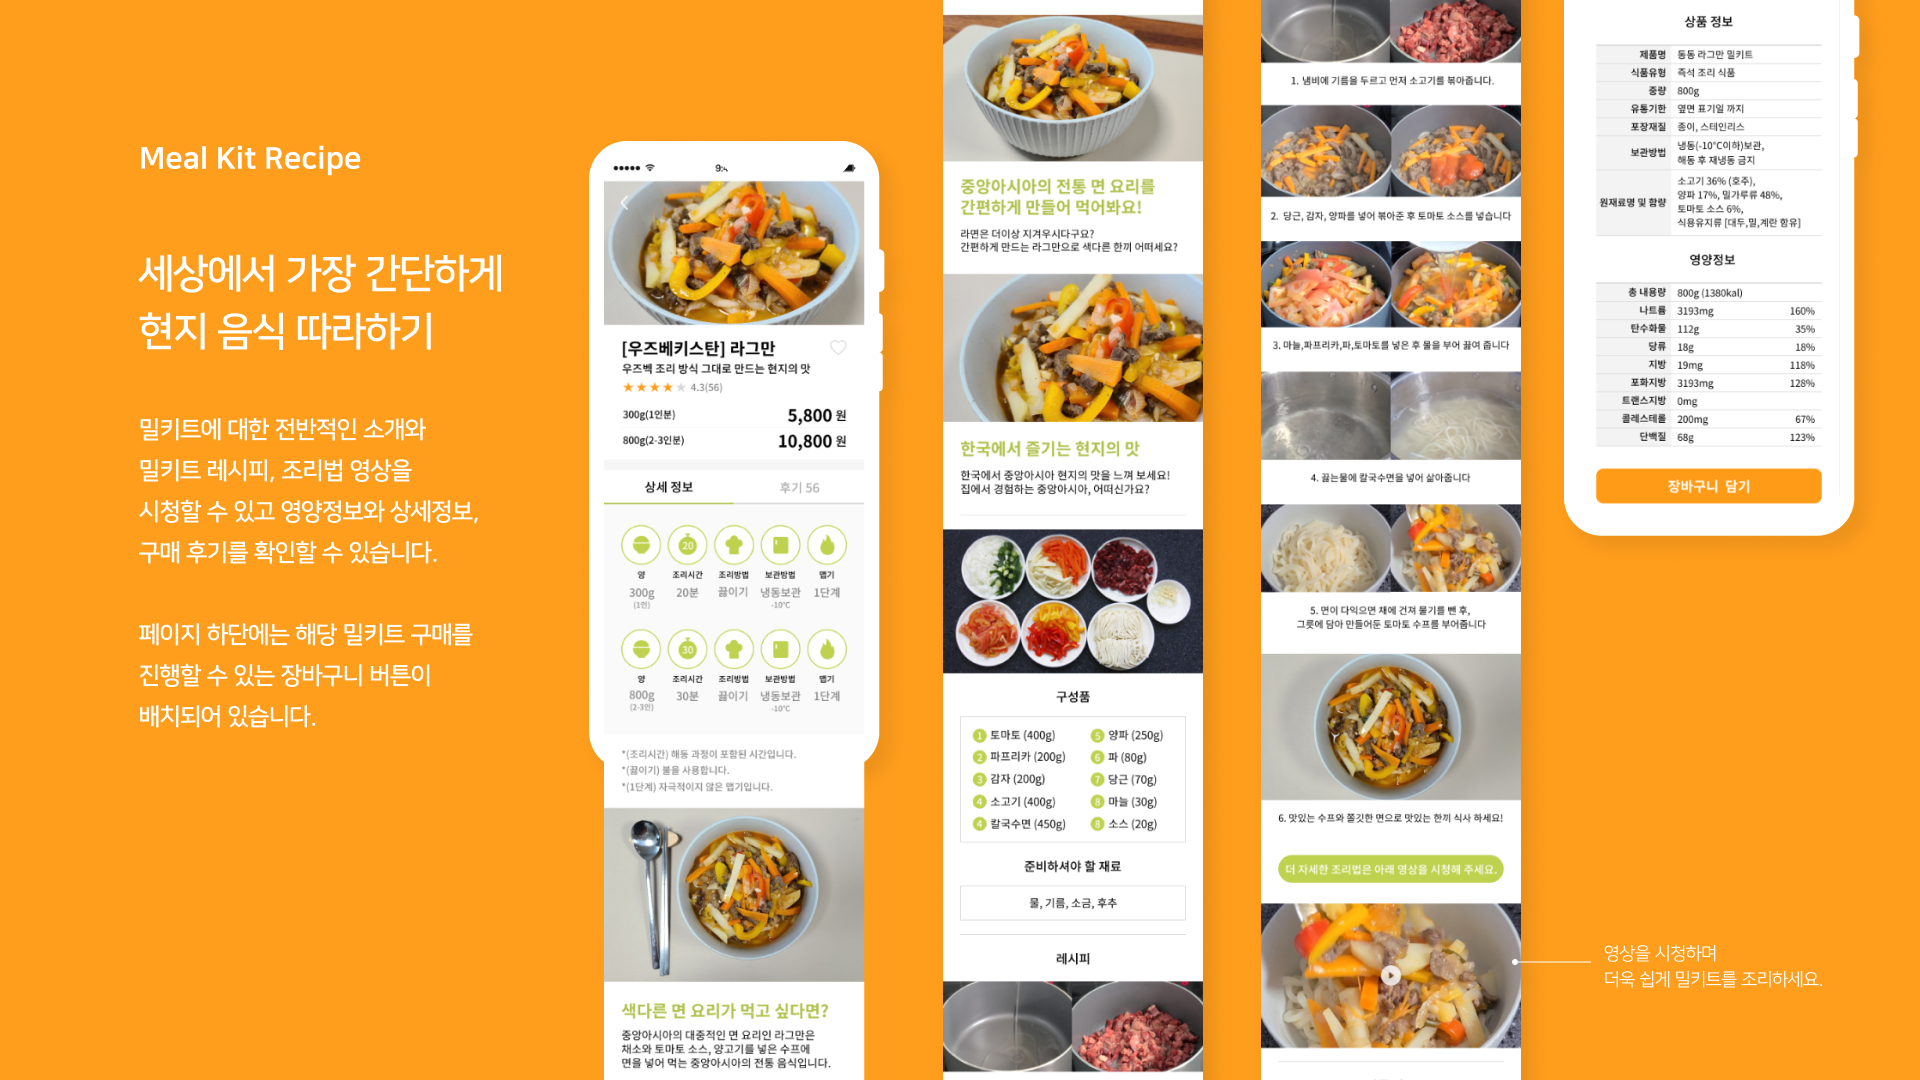 Meal Kit Recipe
세상에서 가장 간단하게
현지 음식 따라하기
밀키트에 대한 전반적인 소개와
밀키트 레시피, 조리법 영상을
시청할 수 있고 영양정보와 상세정보,
구매 후기를 확인할 수 있습니다.
페이지 하단에는 해당 밀키트 구매를
진행할 수 있는 장바구니 버튼이
배치되어 있습니다.
[우즈베키스탄] 라그만
우즈벡 조리 방식 그대로 만드는 현지의 맛
★★★★★ 4.3(56)
300g(1인분) 5,800 원
800g(2-3인분) 10,800 원
상세 정보 후기 56
20
양 조리시간 조리방법 보관방법 맵기
300g 20분 끓이기 냉동보관 1단계
(1인) -10℃
30
양 조리시간 조리방법 보관방법 맵기
800g 30분 끓이기 냉동보관 1단계
(2-3인) -10℃
*(조리시간) 해동 과정이 포함된 시간입니다.
*(끓이기) 불을 사용합니다.
*(1단계) 자극적이지 않은 맵기입니다.
색다른 면 요리가 먹고 싶다면?
중앙아시아의 대중적인 면 요리인 라그만은
채소와 토마토 소스, 양고기를 넣은 수프에
면을 넣어 먹는 중앙아시아의 전통 음식입니다.
중앙아시아의 전통 면 요리를
간편하게 만들어 먹어봐요!
라면은 더이상 지겨우시다구요?
간편하게 만드는 라그만으로 색다른 한끼 어떠세요?
한국에서 즐기는 현지의 맛
한국에서 중앙아시아 현지의 맛을 느껴 보세요!
집에서 경험하는 중앙아시아, 어떠신가요?
구성품
1 토마토 (400g) 5 양파 (250g)
2 파프리카 (200g) 6 파 (80g)
3 감자 (200g) 7 당근 (70g)
4 소고기 (400g) 8 마늘 (30g)
4 칼국수면 (450g) 8 소스 (20g)
준비하셔야 할 재료
물, 기름, 소금, 후추
레시피
1. 냄비에 기름을 두르고 먼저 소고기를 볶아줍니다.
2. 당근, 감자, 양파를 넣어 볶아준 후 토마토 소스를 넣습니다
3. 마늘,파프리카,파,토마토를 넣은 후 물을 부어 끓여 줍니다
4. 끓는물에 칼국수면을 넣어 삶아줍니다
5. 면이 다익으면 채에 건져 물기를 뺀 후,
그릇에 담아 만들어둔 토마토 수프를 부어줍니다
6. 맛있는 수프와 쫄깃한 면으로 맛있는 한끼 식사 하세요!
더 자세한 조리법은 아래 영상을 시청해 주세요.
상품 정보
제품명 동동 라그만 밀키트
식품유형 즉석 조리 식품
중량 800g
유통기한 옆면 표기일 까지
포장재질 종이, 스테인리스
보관방법 냉동(-10℃이하)보관,
해동 후 재냉동 금지
원재료명 및 함량 소고기 36% (호주),
양파 17%, 밀가루류 48%,
토마토 소스 6%,
식용유지류 [대두,밀,계란 함유]
영양정보
총 내용량 800g (1380kal)
나트륨 3193mg 160%
탄수화물 112g 35%
당류 18g 18%
지방 19mg 118%
포화지방 3193mg 128%
트랜스지방 0mg
콜레스테롤 200mg 67%
단백질 68g 123%
장바구니 담기
영상을 시청하며
더욱 쉽게 밀키트를 조리하세요.